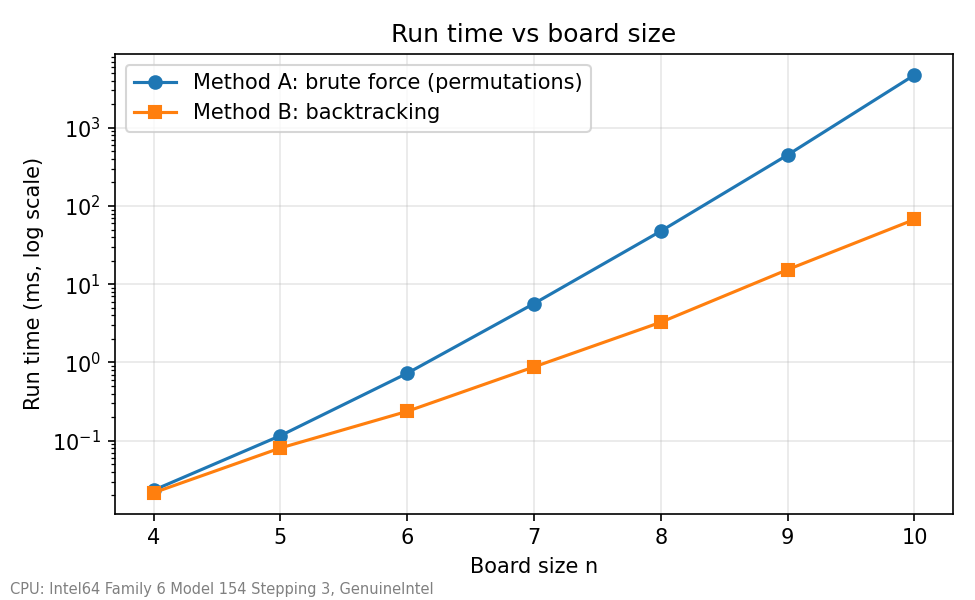 Run time vs board size
Method A: brute force (permutations)
Method B: backtracking
Run time (ms, log scale)
10³
10²
10¹
10⁰
10⁻¹
4 5 6 7 8 9 10
Board size n
CPU: Intel64 Family 6 Model 154 Stepping 3, GenuineIntel